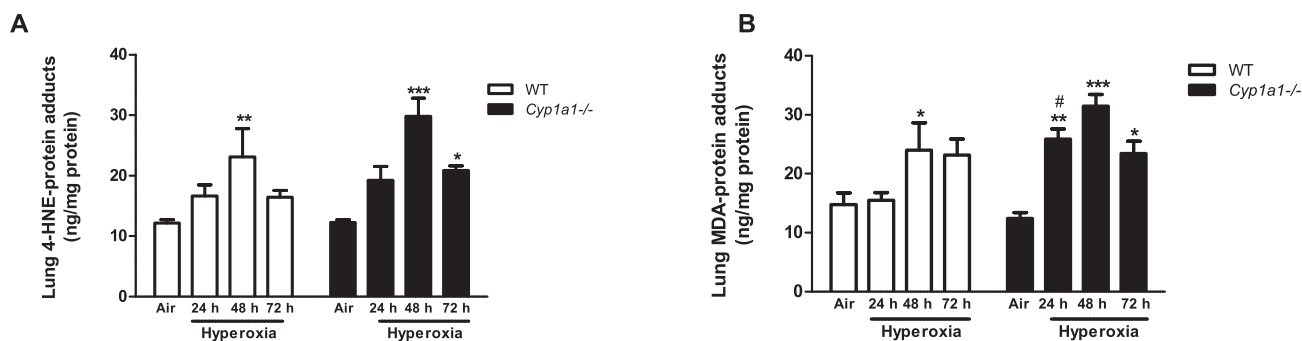 A
Lung 4-HNE-protein adducts
(ng/mg protein)
40
30
20
10
0
**
***
*
Air
24 h
48 h
72 h
Hyperoxia
Air
24 h
48 h
72 h
Hyperoxia
WT
Cyp1a1-/-
B
Lung MDA-protein adducts
(ng/mg protein)
40
30
20
10
0
*
#
**
***
*
Air
24 h
48 h
72 h
Hyperoxia
Air
24 h
48 h
72 h
Hyperoxia
WT
Cyp1a1-/-